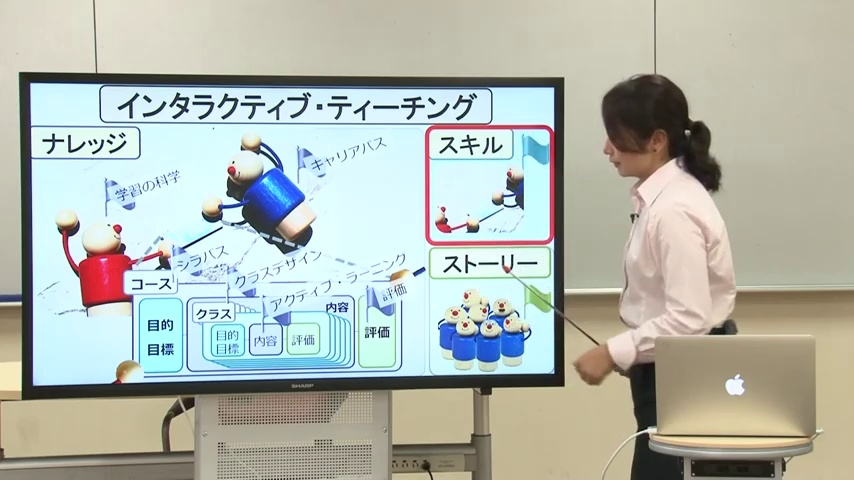 インタラクティブ・ティーチング
ナレッジ
スキル
キャリアパス
学習の科学
シラバス
クラスデザイン
アクティブ・ラーニング
評価
ストーリー
コース
目的
目標
クラス
内容
目的
目標
内容
評価
評価
SHARP